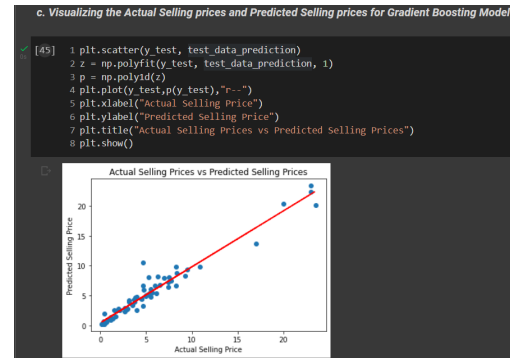 c. Visualizing the Actual Selling prices and Predicted Selling prices for Gradient Boosting Model
[45]
1 plt.scatter(y_test, test_data_prediction)
2 z = np.polyfit(y_test, test_data_prediction, 1)
3 p = np.poly1d(z)
4 plt.plot(y_test,p(y_test),"r--")
5 plt.xlabel("Actual Selling Price")
6 plt.ylabel("Predicted Selling Price")
7 plt.title("Actual Selling Prices vs Predicted Selling Prices")
8 plt.show()
Actual Selling Prices vs Predicted Selling Prices
Predicted Selling Price
20
15
10
5
0
0 5 10 15 20
Actual Selling Price